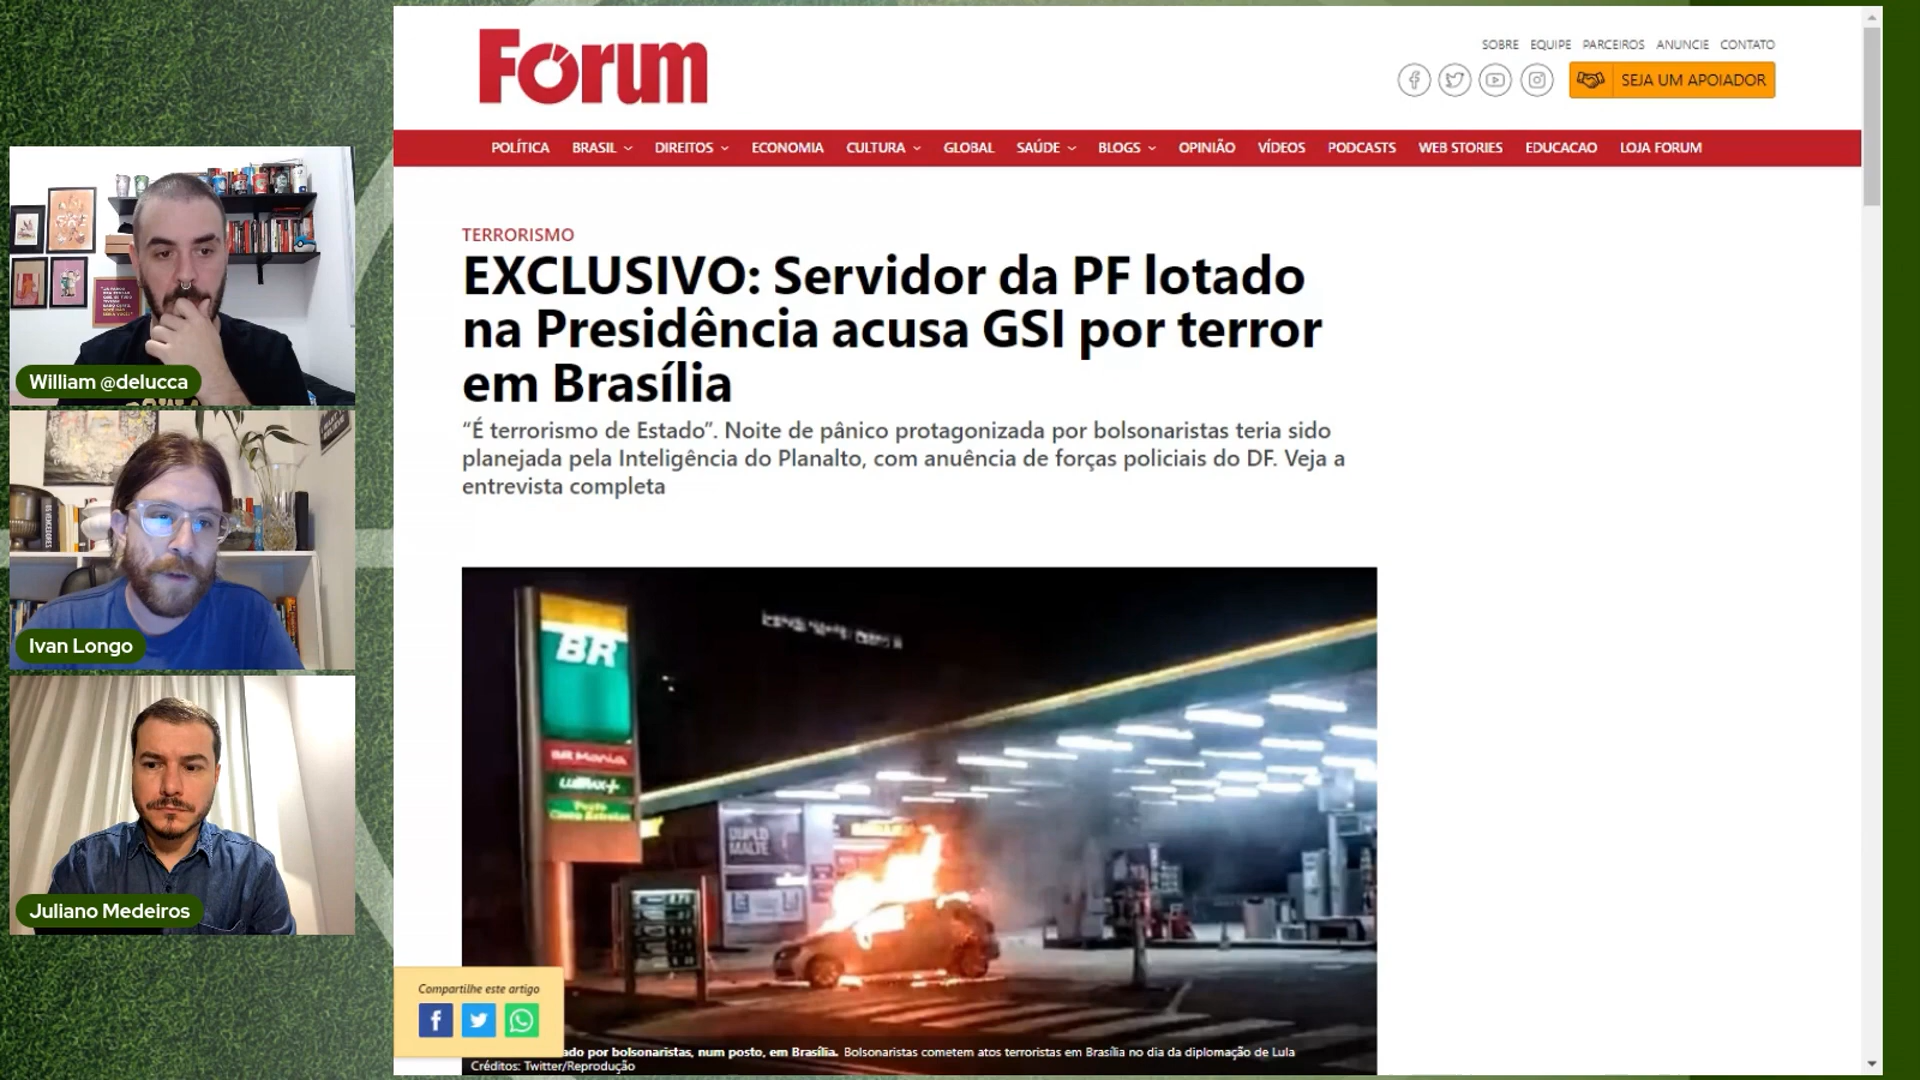 Forum
SOBRE EQUIPE PARCEIROS ANUNCIE CONTATO
SEJA UM APOIADOR
POLÍTICA BRASIL DIREITOS ECONOMIA CULTURA GLOBAL SAÚDE BLOGS OPINIÃO VÍDEOS PODCASTS WEB STORIES EDUCACAO LOJA FORUM
TERRORISMO
EXCLUSIVO: Servidor da PF lotado
na Presidência acusa GSI por terror
em Brasília
“É terrorismo de Estado”. Noite de pânico protagonizada por bolsonaristas teria sido
planejada pela Inteligência do Planalto, com anuência de forças policiais do DF. Veja a
entrevista completa
William @delucca
Ivan Longo
Juliano Medeiros
BR
BR Mania
DUPLO
MALTE
Compartilhe este artigo
ado por bolsonaristas, num posto, em Brasília. Bolsonaristas cometem atos terroristas em Brasília no dia da diplomação de Lula
Créditos: Twitter/Reprodução